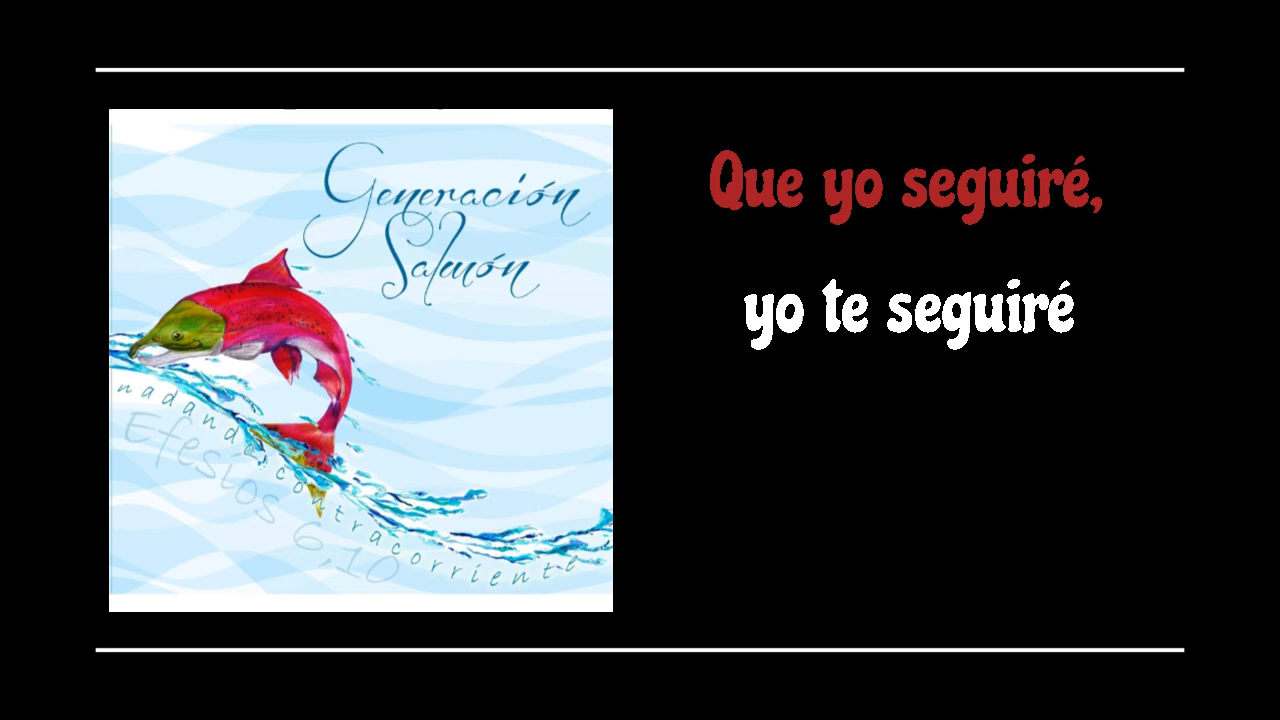 Generación
Salmón
nadando contracorriente
Efesios 6,10
Que yo seguiré,
yo te seguiré